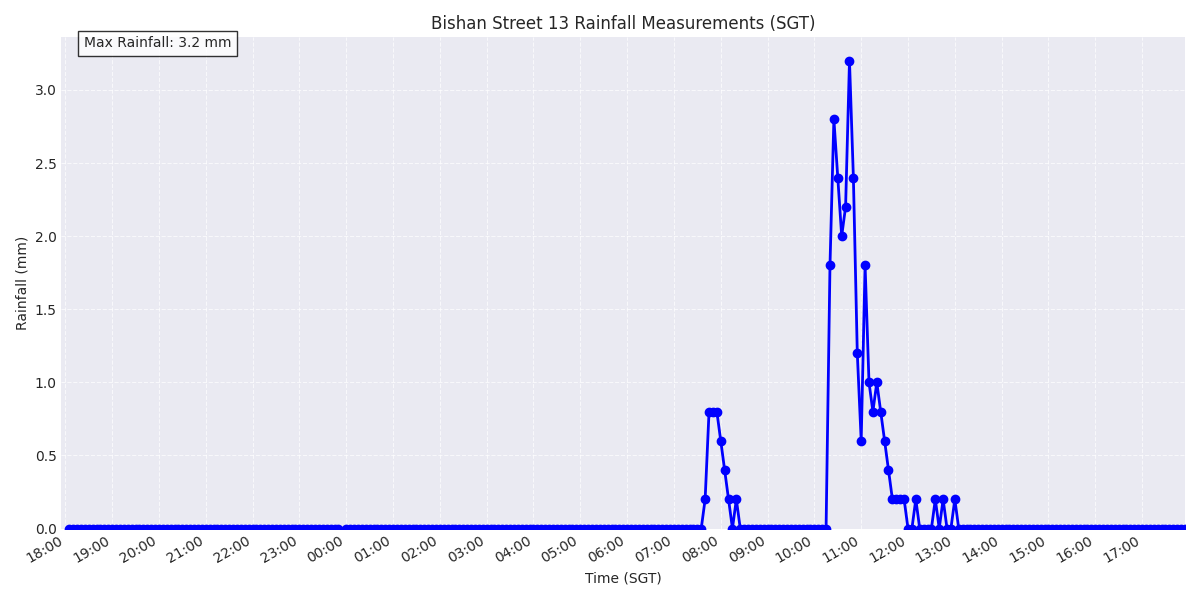 Bishan Street 13 Rainfall Measurements (SGT)
Max Rainfall: 3.2 mm
Rainfall (mm)
3.0
2.5
2.0
1.5
1.0
0.5
0.0
18:00 19:00 20:00 21:00 22:00 23:00 00:00 01:00 02:00 03:00 04:00 05:00 06:00 07:00 08:00 09:00 10:00 11:00 12:00 13:00 14:00 15:00 16:00 17:00
Time (SGT)